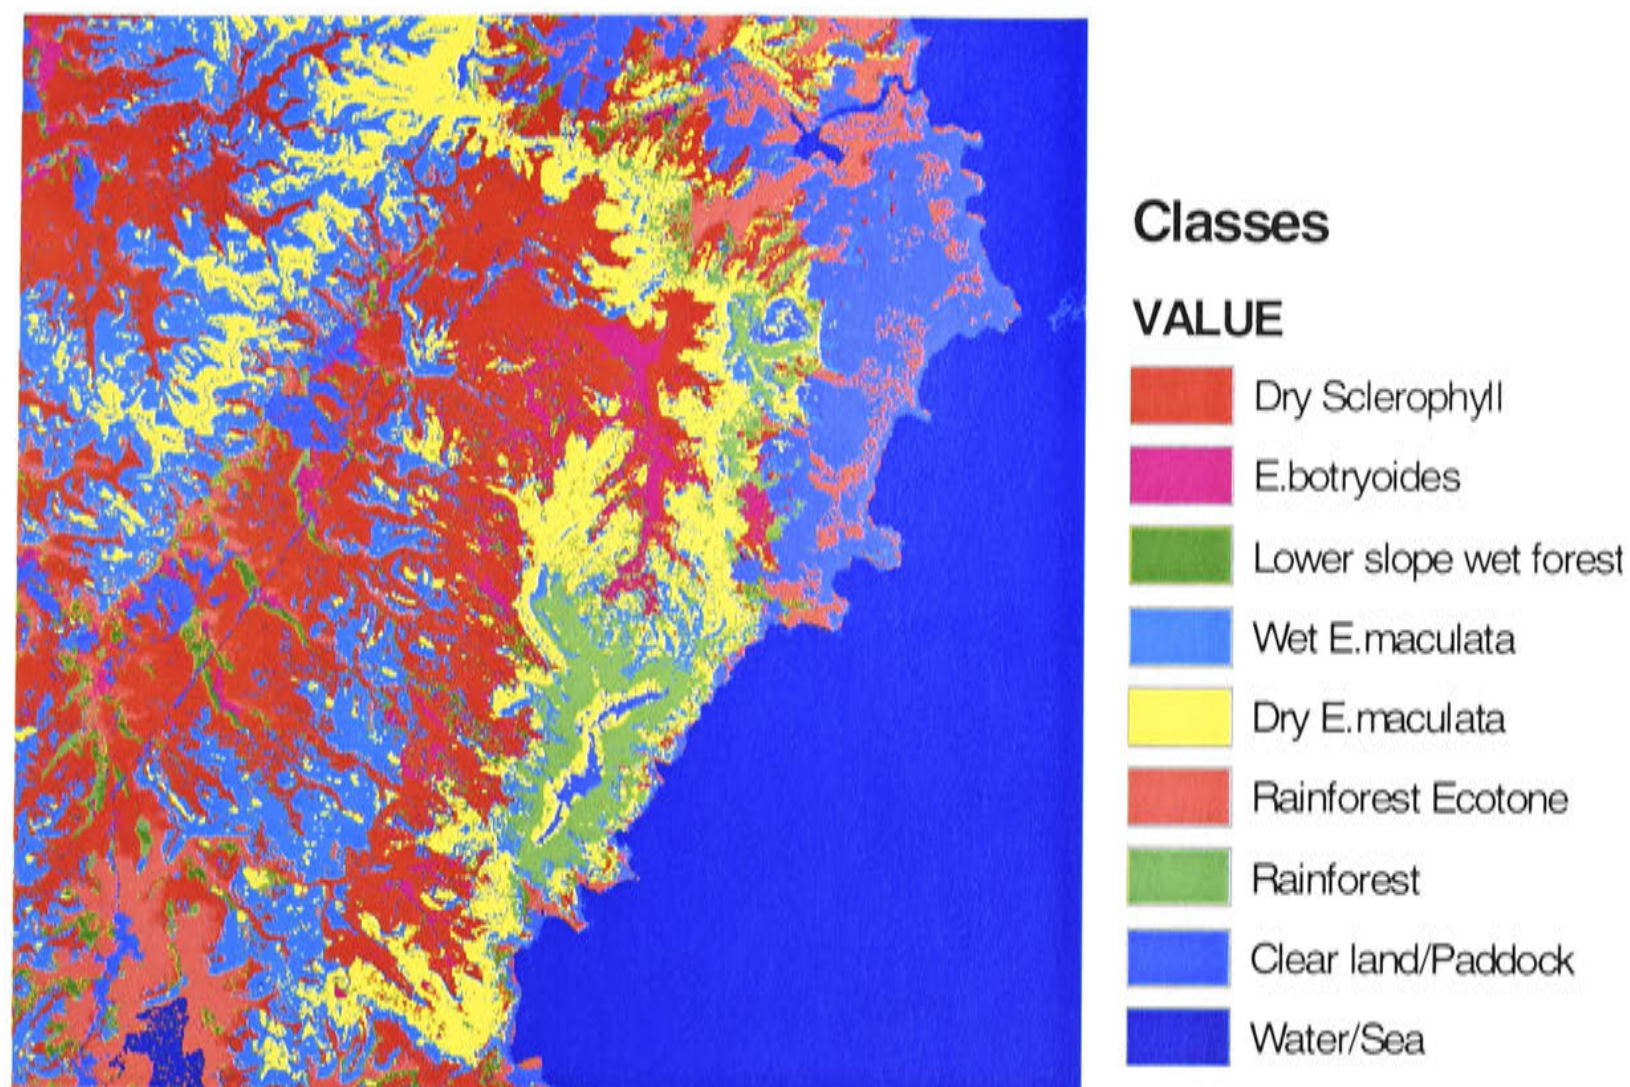 Classes
VALUE
Dry Sclerophyll
E.botryoides
Lower slope wet forest
Wet E.maculata
Dry E.maculata
Rainforest Ecotone
Rainforest
Clear land/Paddock
Water/Sea